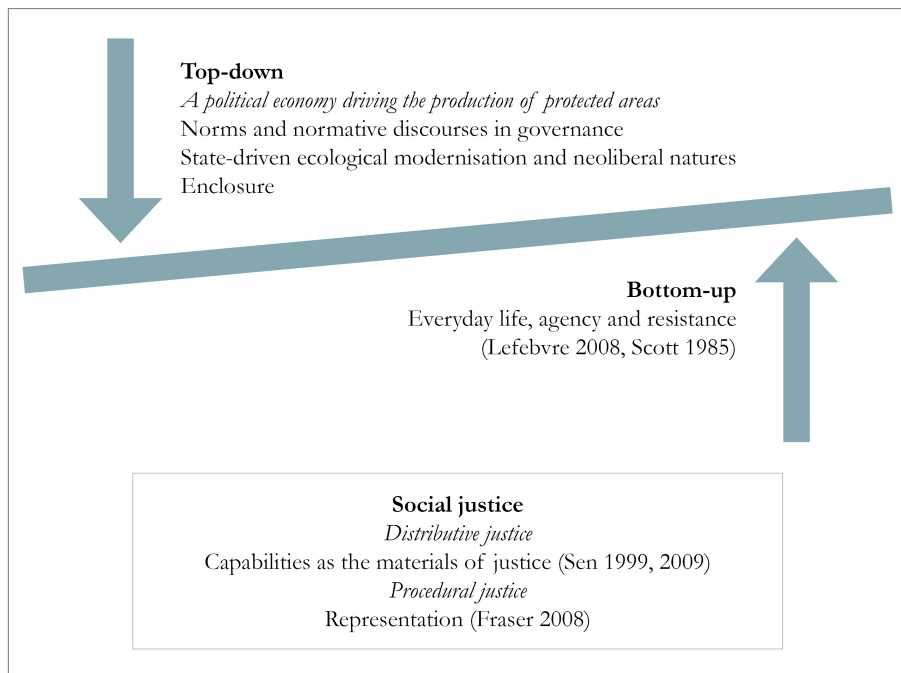 Top-down
A political economy driving the production of protected areas
Norms and normative discourses in governance
State-driven ecological modernisation and neoliberal natures
Enclosure
Bottom-up
Everyday life, agency and resistance
(Lefebvre 2008, Scott 1985)
Social justice
Distributive justice
Capabilities as the materials of justice (Sen 1999, 2009)
Procedural justice
Representation (Fraser 2008)